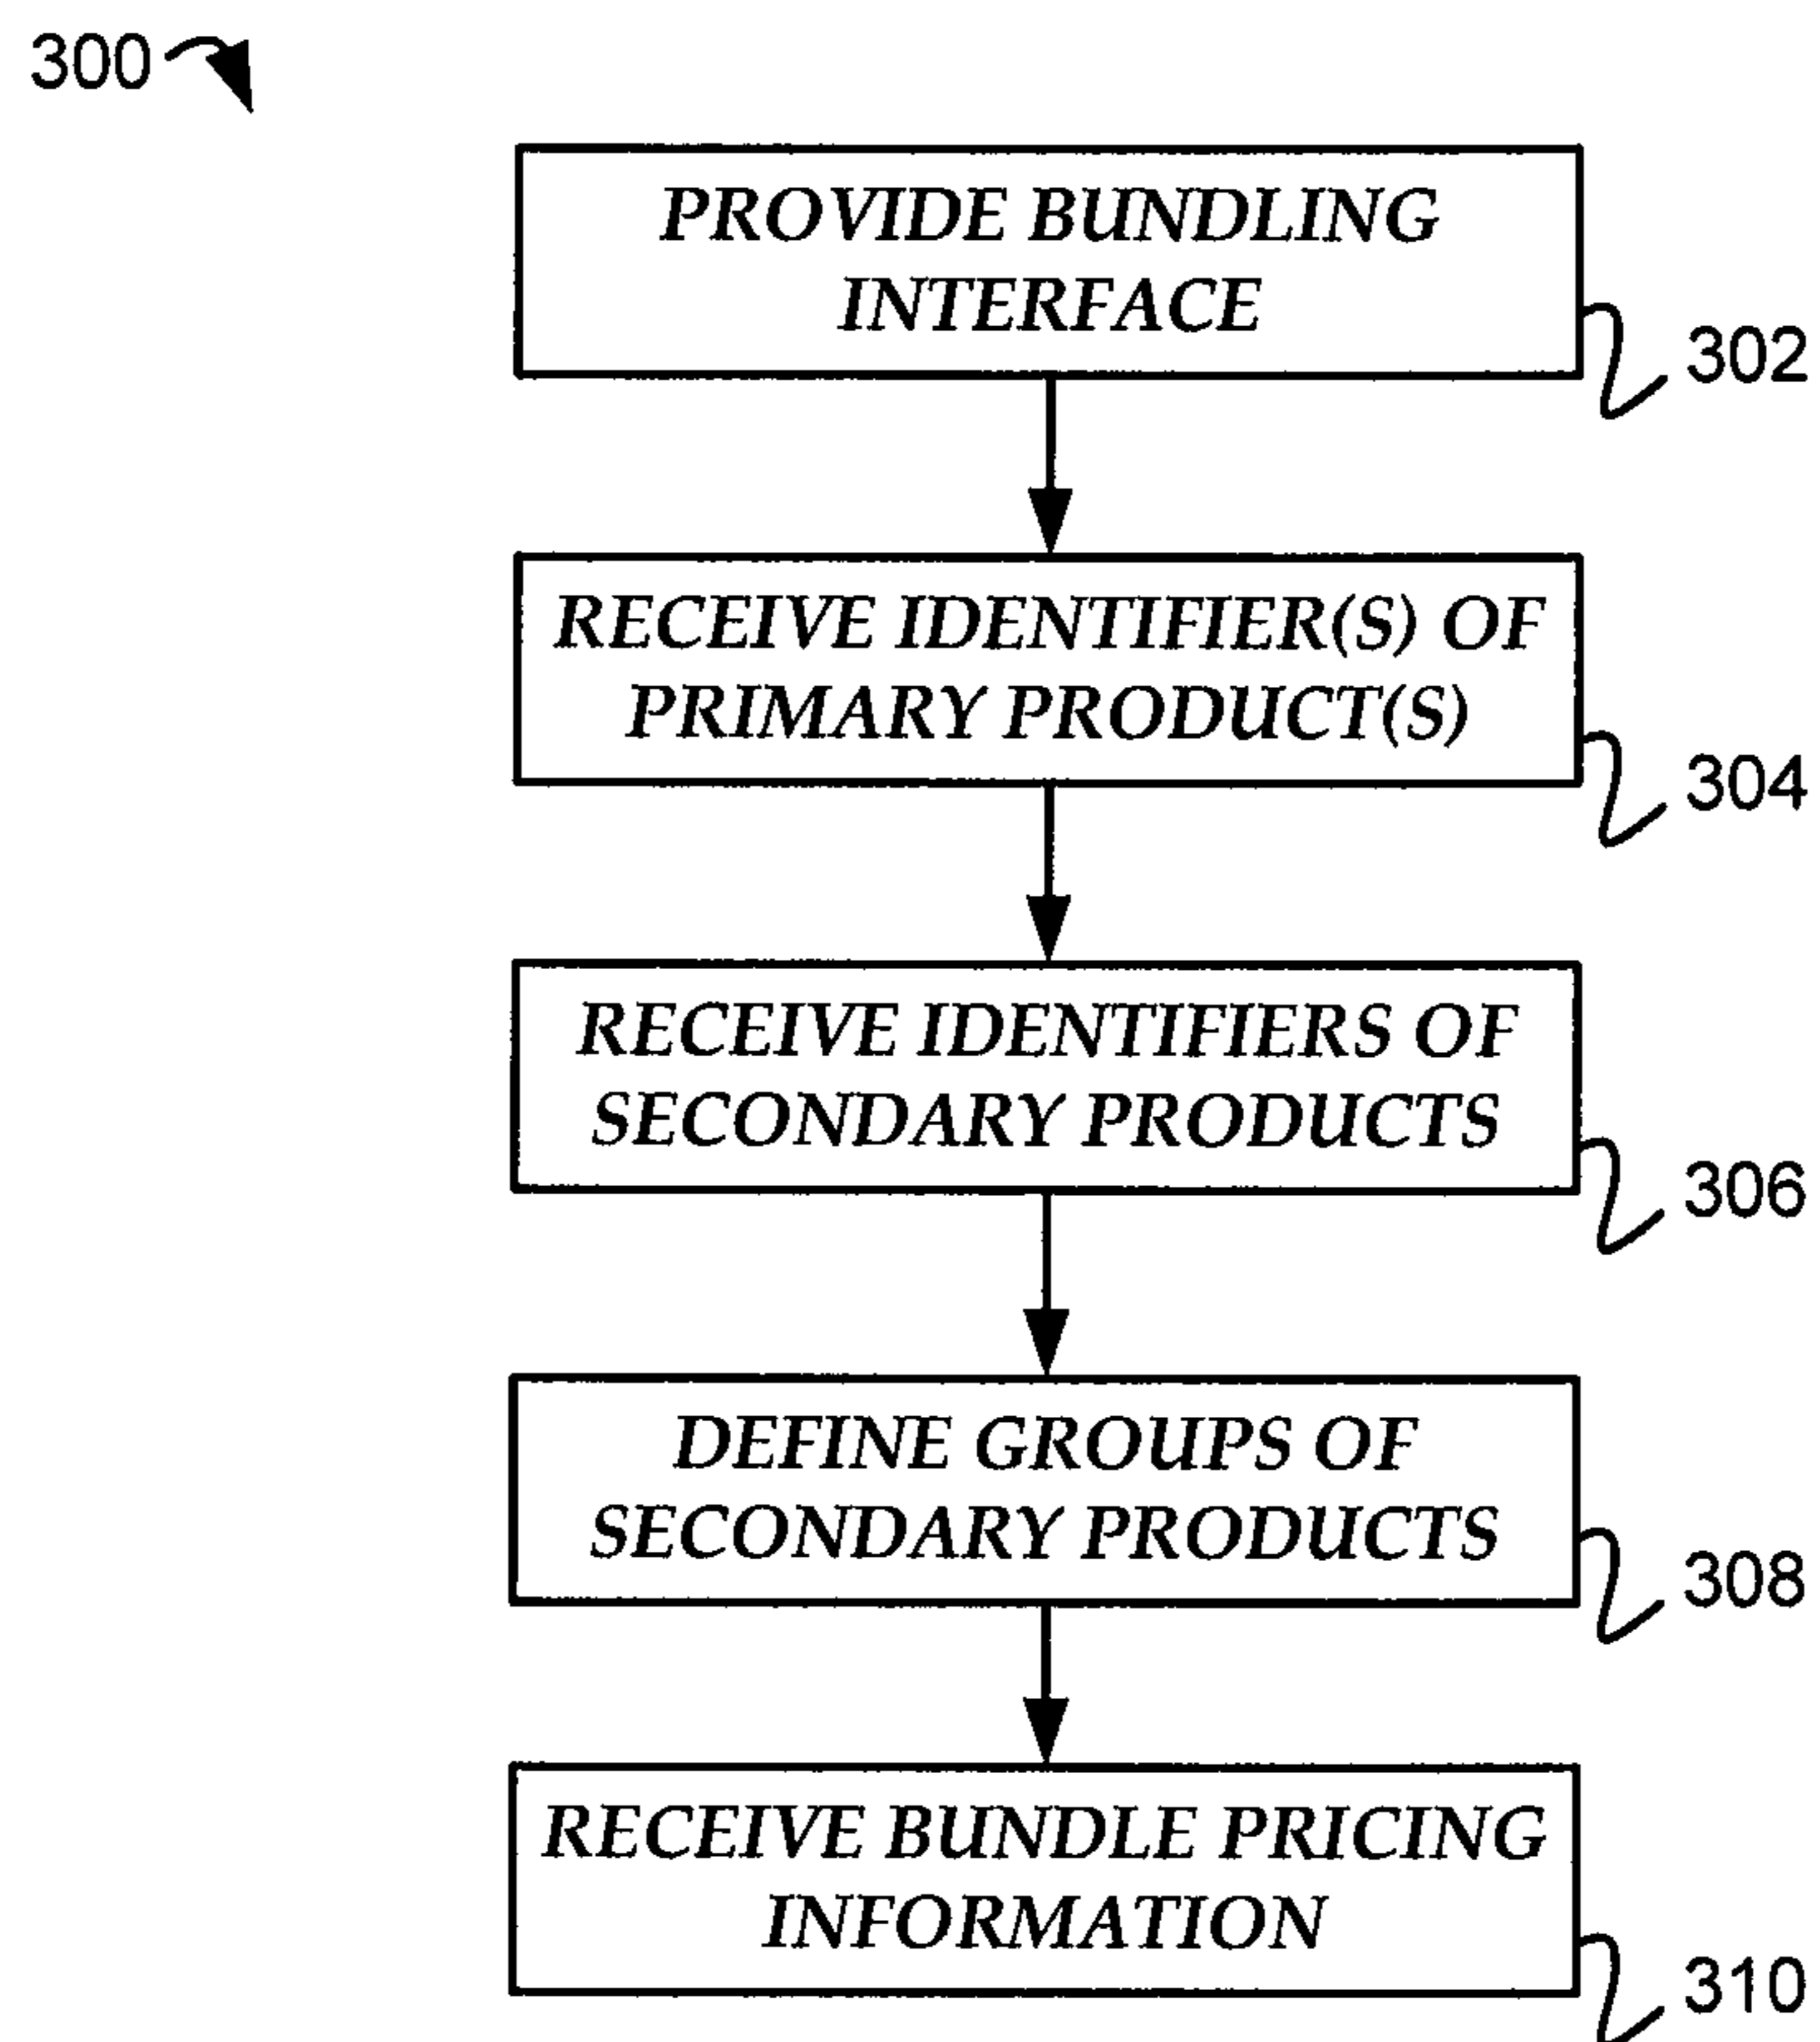 300
PROVIDE BUNDLING
INTERFACE
302
RECEIVE IDENTIFIER(S) OF
PRIMARY PRODUCT(S)
304
RECEIVE IDENTIFIERS OF
SECONDARY PRODUCTS
306
DEFINE GROUPS OF
SECONDARY PRODUCTS
308
RECEIVE BUNDLE PRICING
INFORMATION
310